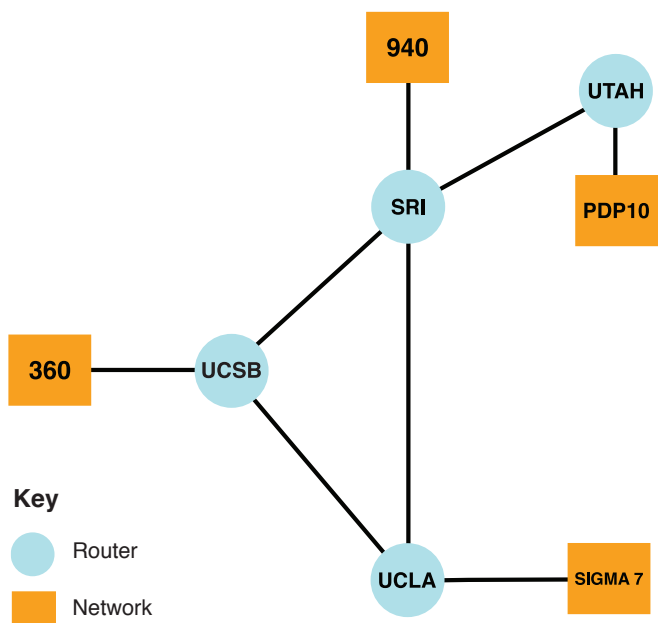 940
UTAH
SRI
PDP10
360
UCSB
Key
Router
UCLA
SIGMA 7
Network